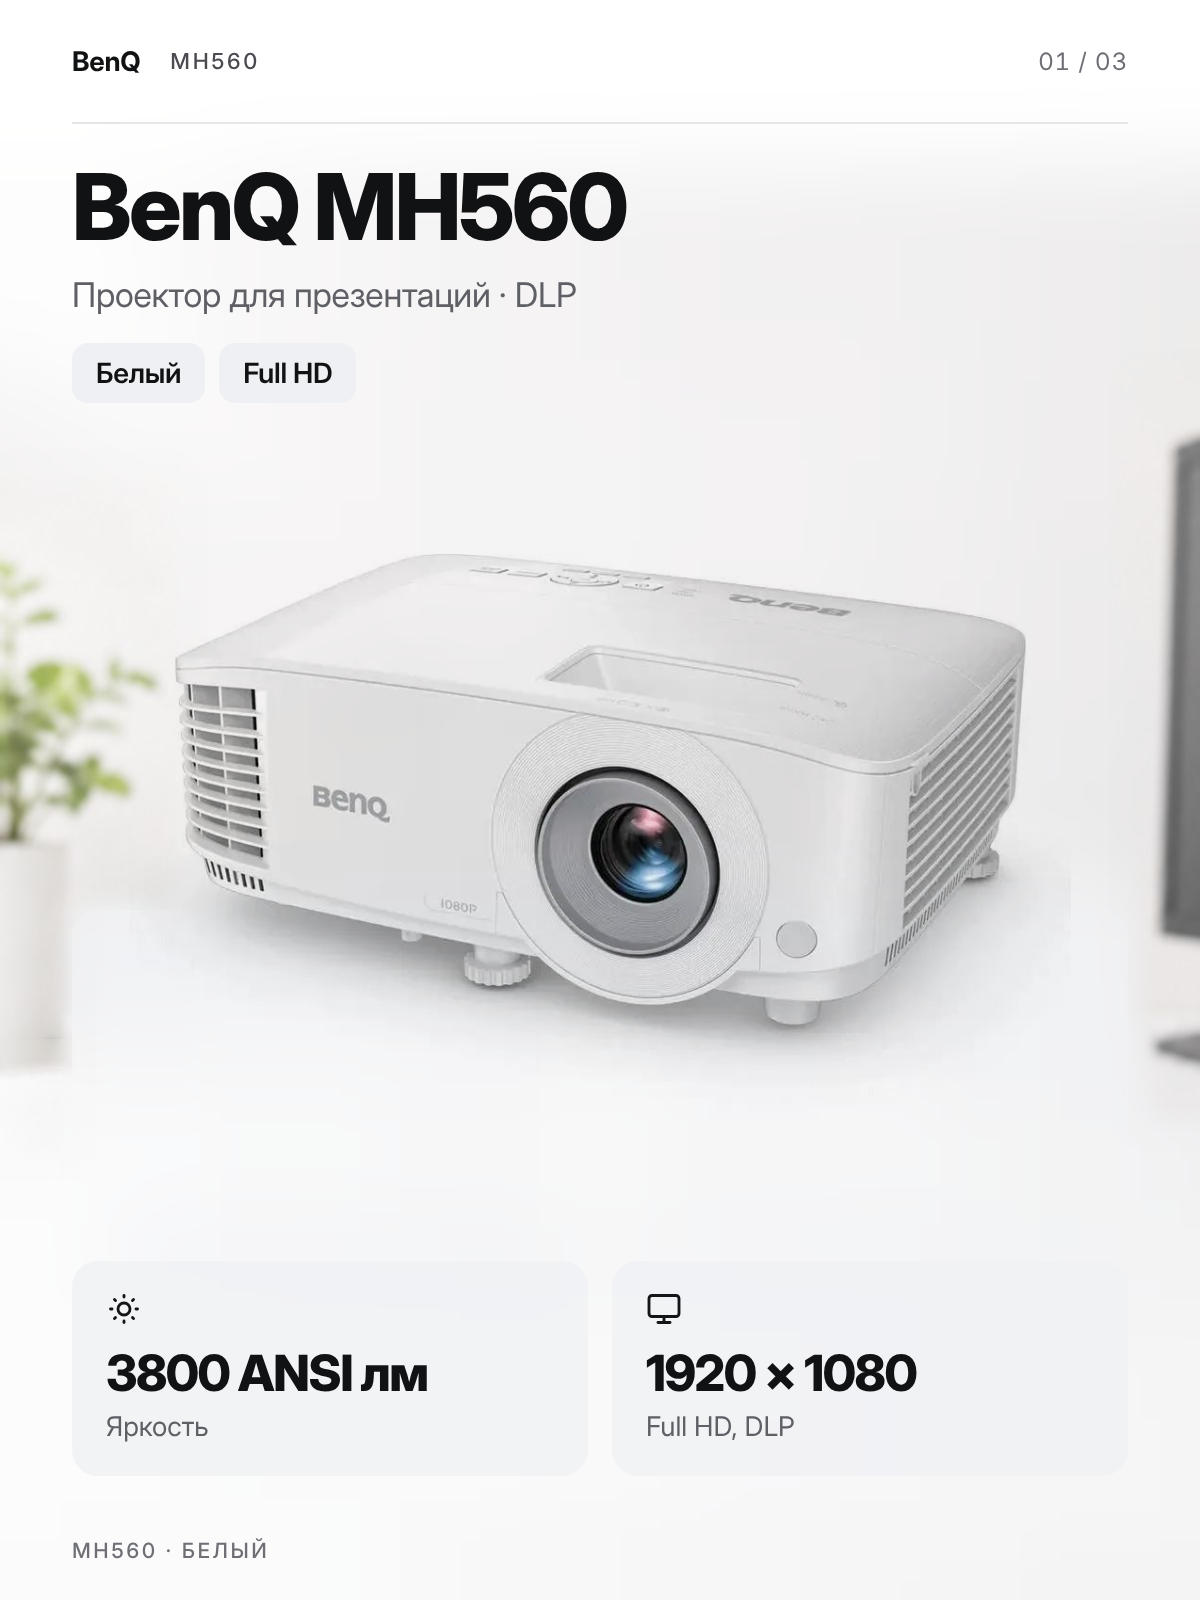 BenQ MH560
01 / 03
BenQ MH560
Проектор для презентаций · DLP
Белый
Full HD
BenQ
BenQ
1080P
3800 ANSI лм
Яркость
1920 × 1080
Full HD, DLP
MH560 · БЕЛЫЙ